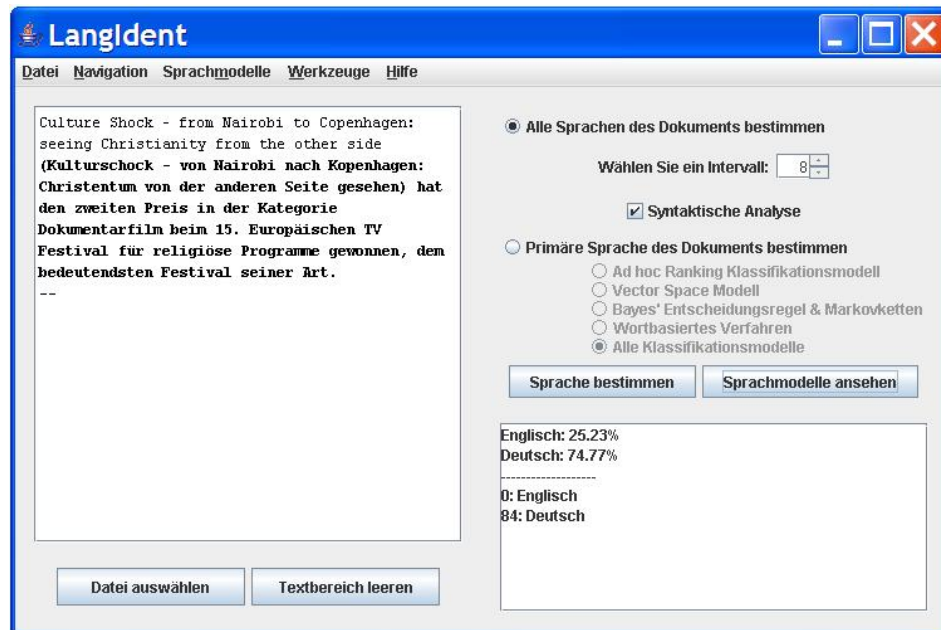 LangIdent
Datei Navigation Sprachmodelle Werkzeuge Hilfe
Culture Shock - from Nairobi to Copenhagen:
seeing Christianity from the other side
(Kulturschock - von Nairobi nach Kopenhagen:
Christentum von der anderen Seite gesehen) hat
den zweiten Preis in der Kategorie
Dokumentarfilm beim 15. Europäischen TV
Festival für religiöse Programme gewonnen, dem
bedeutendsten Festival seiner Art.
--
Datei auswählen Textbereich leeren
Alle Sprachen des Dokuments bestimmen
Wählen Sie ein Intervall: 8
Syntaktische Analyse
Primäre Sprache des Dokuments bestimmen
Ad hoc Ranking Klassifikationsmodell
Vector Space Modell
Bayes' Entscheidungsregel & Markovketten
Wortbasiertes Verfahren
Alle Klassifikationsmodelle
Sprache bestimmen Sprachmodelle ansehen
Englisch: 25.23%
Deutsch: 74.77%
-------------------
0: Englisch
84: Deutsch